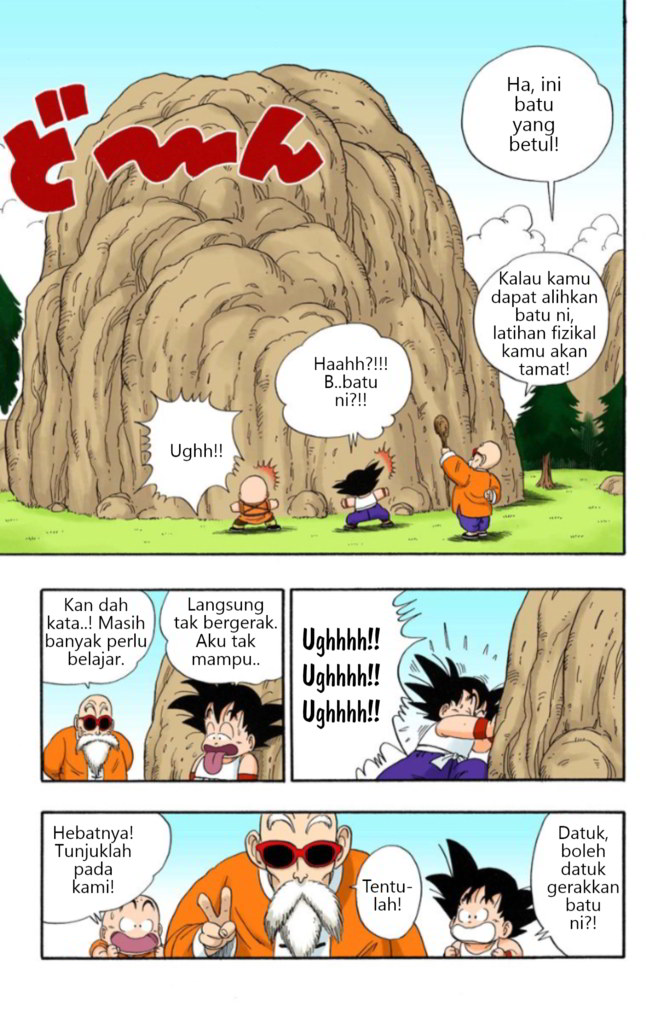 Ha, ini
batu
yang
betul!
Kalau kamu
dapat alihkan
batu ni,
latihan fizikal
kamu akan
tamat!
ど〜〜ん
Haahh?!!!
B..batu
ni?!!
Ughh!!
Ughhhh!!
Ughhhh!!
Ughhhh!!
Langsung
tak bergerak.
Aku tak
mampu..
Kan dah
kata..! Masih
banyak perlu
belajar.
Datuk,
boleh
datuk
gerakkan
batu
ni?!
Tentu-
lah!
Hebatnya!
Tunjuklah
pada
kami!